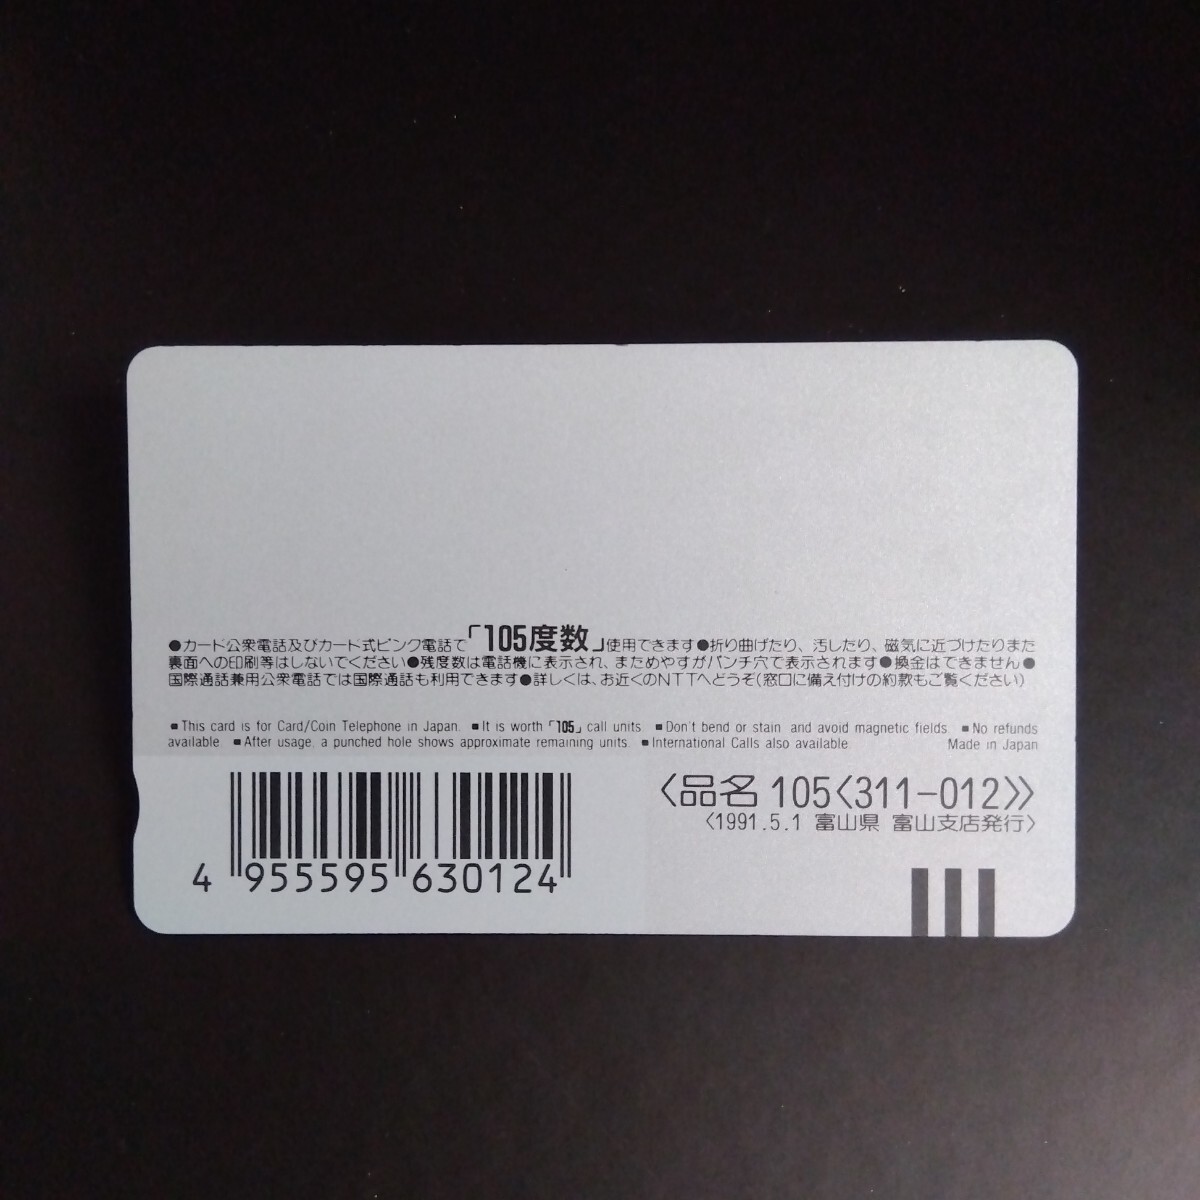 ●カード公衆電話及びカード式ピンク電話で「105度数」使用できます●折り曲げたり、汚したり、磁気に近づけたりまた
裏面への印刷等はしないでください●残度数は電話機に表示され、まためやすがパンチ穴で表示されます●換金はできません●
国際通話兼用公衆電話では国際通話も利用できます●詳しくは、お近くのNTTへどうぞ(窓口に備え付けの約款もご覧ください)
■This card is for Card/Coin Telephone in Japan. ■It is worth「105」call units. ■Don't bend or stain and avoid magnetic fields. ■No refunds
available. ■After usage, a punched hole shows approximate remaining units. ■International Calls also available. Made in Japan
〈品名 105〈311-012〉〉
〈1991.5.1 富山県 富山支店発行〉
4 955595 630124